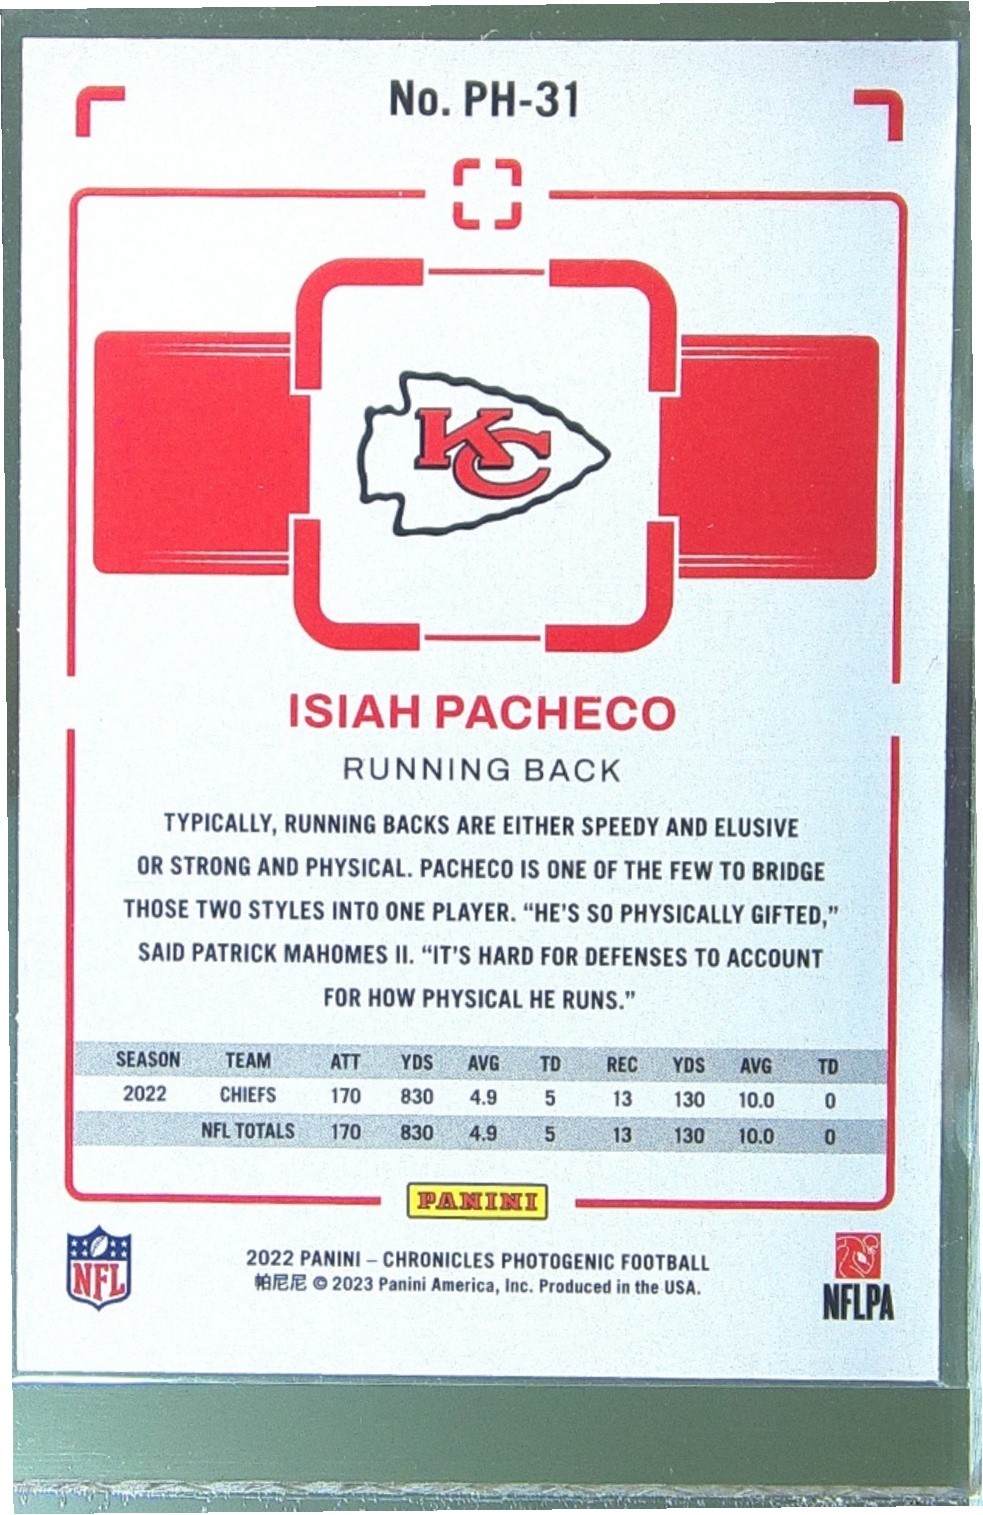 No. PH-31
KC
ISIAH PACHECO
RUNNING BACK
TYPICALLY, RUNNING BACKS ARE EITHER SPEEDY AND ELUSIVE
OR STRONG AND PHYSICAL. PACHECO IS ONE OF THE FEW TO BRIDGE
THOSE TWO STYLES INTO ONE PLAYER. “HE’S SO PHYSICALLY GIFTED,”
SAID PATRICK MAHOMES II. “IT’S HARD FOR DEFENSES TO ACCOUNT
FOR HOW PHYSICAL HE RUNS.”
SEASON TEAM ATT YDS AVG TD REC YDS AVG TD
2022 CHIEFS 170 830 4.9 5 13 130 10.0 0
NFL TOTALS 170 830 4.9 5 13 130 10.0 0
PANINI
NFL
2022 PANINI – CHRONICLES PHOTOGENIC FOOTBALL
帕尼尼 © 2023 Panini America, Inc. Produced in the USA.
NFLPA